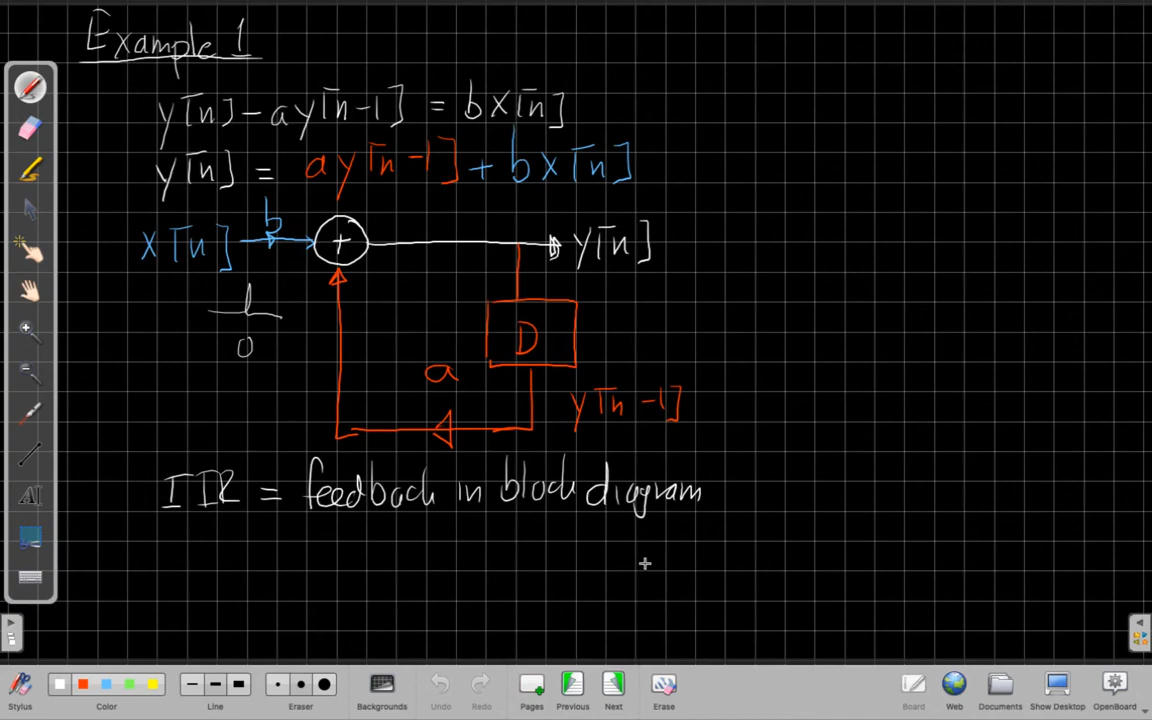 Example 1
y[n] - ay[n-1] = bx[n]
y[n] = ay[n-1] + bx[n]
b
x[n]
+
y[n]
0
D
a
y[n-1]
IIR = feedback in block diagram
AI
Stylus
Color
Line
Eraser
Backgrounds
Undo
Redo
Pages
Previous
Next
Erase
Board
Web
Documents
Show Desktop
OpenBoard